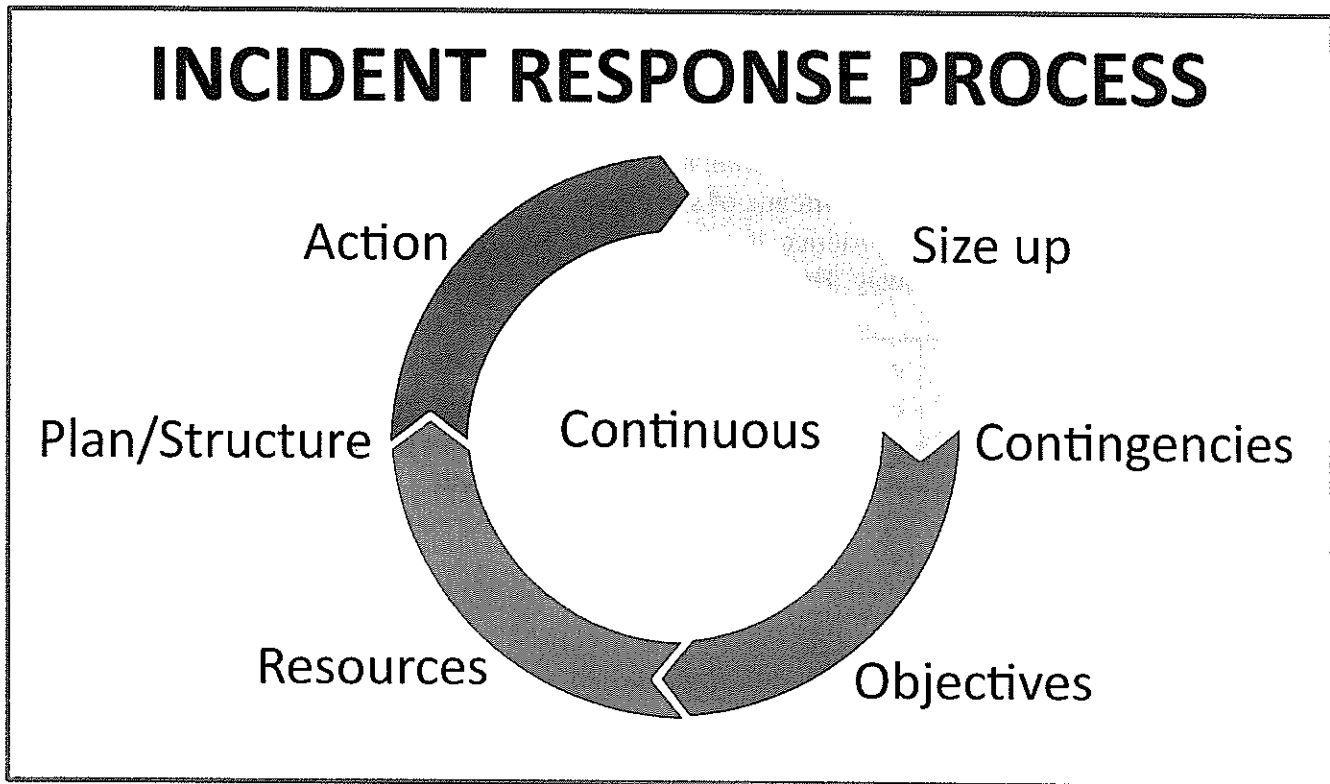 INCIDENT RESPONSE PROCESS
Action
Size up
Plan/Structure
Continuous
Contingencies
Resources
Objectives